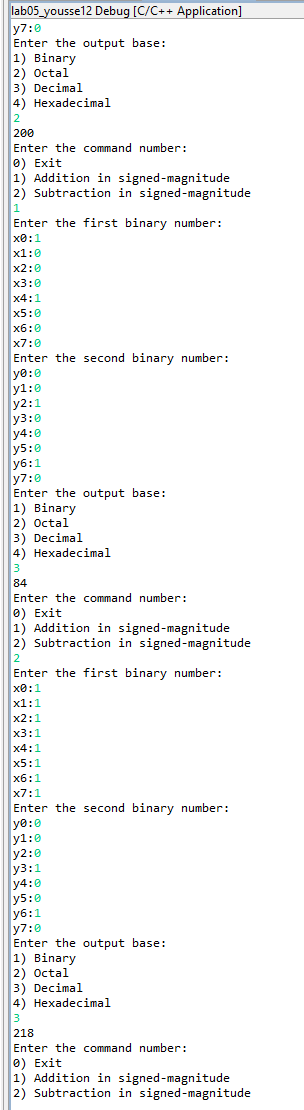 lab05_yousse12 Debug [C/C++ Application]
y7:0
Enter the output base:
1) Binary
2) Octal
3) Decimal
4) Hexadecimal
2
200
Enter the command number:
0) Exit
1) Addition in signed-magnitude
2) Subtraction in signed-magnitude
1
Enter the first binary number:
x0:1
x1:0
x2:0
x3:0
x4:1
x5:0
x6:0
x7:0
Enter the second binary number:
y0:0
y1:0
y2:1
y3:0
y4:0
y5:0
y6:1
y7:0
Enter the output base:
1) Binary
2) Octal
3) Decimal
4) Hexadecimal
3
84
Enter the command number:
0) Exit
1) Addition in signed-magnitude
2) Subtraction in signed-magnitude
2
Enter the first binary number:
x0:1
x1:1
x2:1
x3:1
x4:1
x5:1
x6:1
x7:1
Enter the second binary number:
y0:0
y1:0
y2:0
y3:1
y4:0
y5:0
y6:1
y7:0
Enter the output base:
1) Binary
2) Octal
3) Decimal
4) Hexadecimal
3
218
Enter the command number:
0) Exit
1) Addition in signed-magnitude
2) Subtraction in signed-magnitude